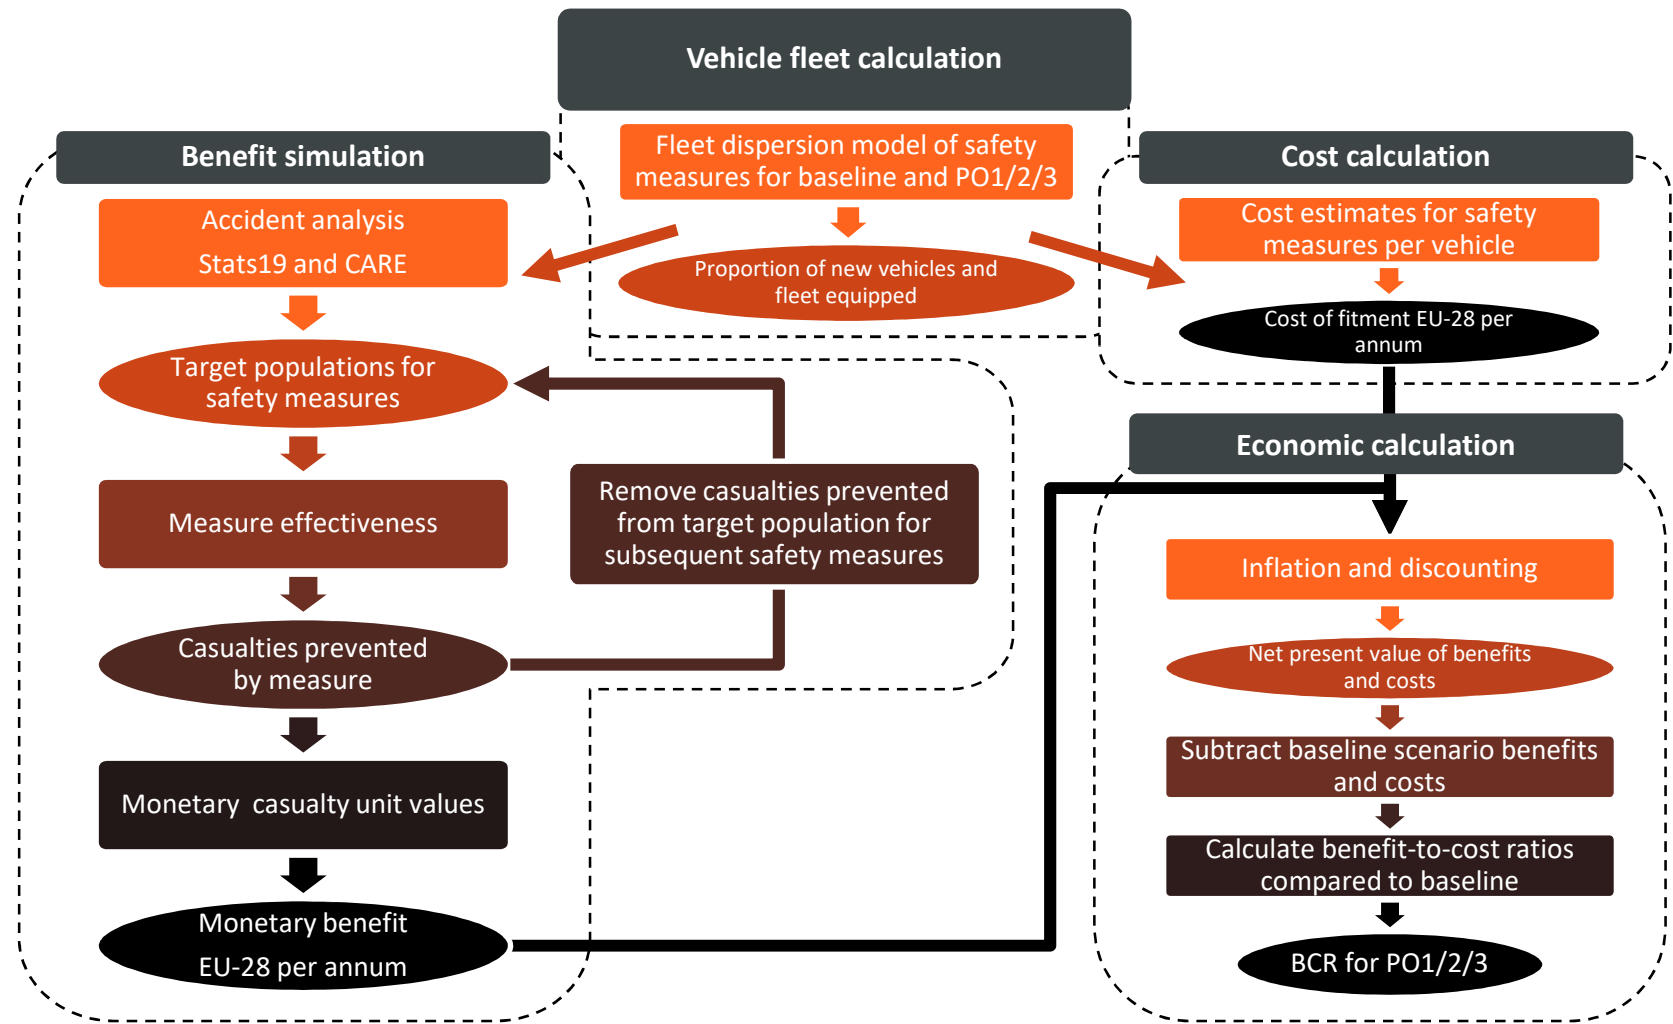 Vehicle fleet calculation
Fleet dispersion model of safety
measures for baseline and PO1/2/3
Proportion of new vehicles and
fleet equipped
Benefit simulation
Accident analysis
Stats19 and CARE
Target populations for
safety measures
Measure effectiveness
Casualties prevented
by measure
Monetary casualty unit values
Monetary benefit
EU-28 per annum
Remove casualties prevented
from target population for
subsequent safety measures
Cost calculation
Cost estimates for safety
measures per vehicle
Cost of fitment EU-28 per
annum
Economic calculation
Inflation and discounting
Net present value of benefits
and costs
Subtract baseline scenario benefits
and costs
Calculate benefit-to-cost ratios
compared to baseline
BCR for PO1/2/3